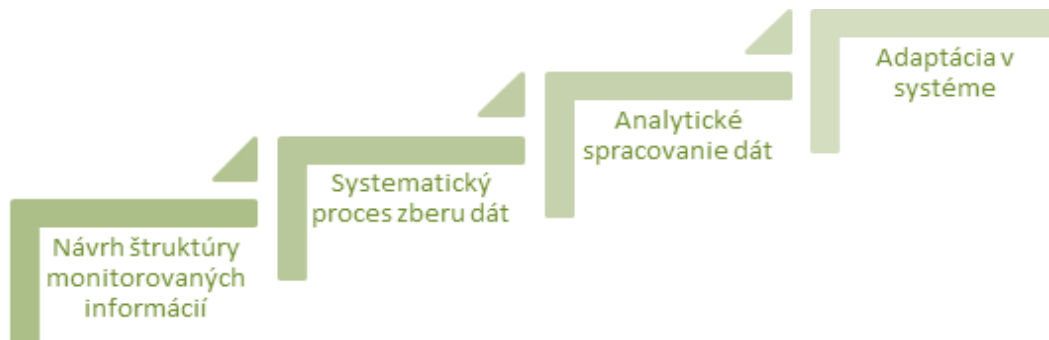 Návrh štruktúry
monitorovaných
informácií
Systematický
proces zberu dát
Analytické
spracovanie dát
Adaptácia v
systéme